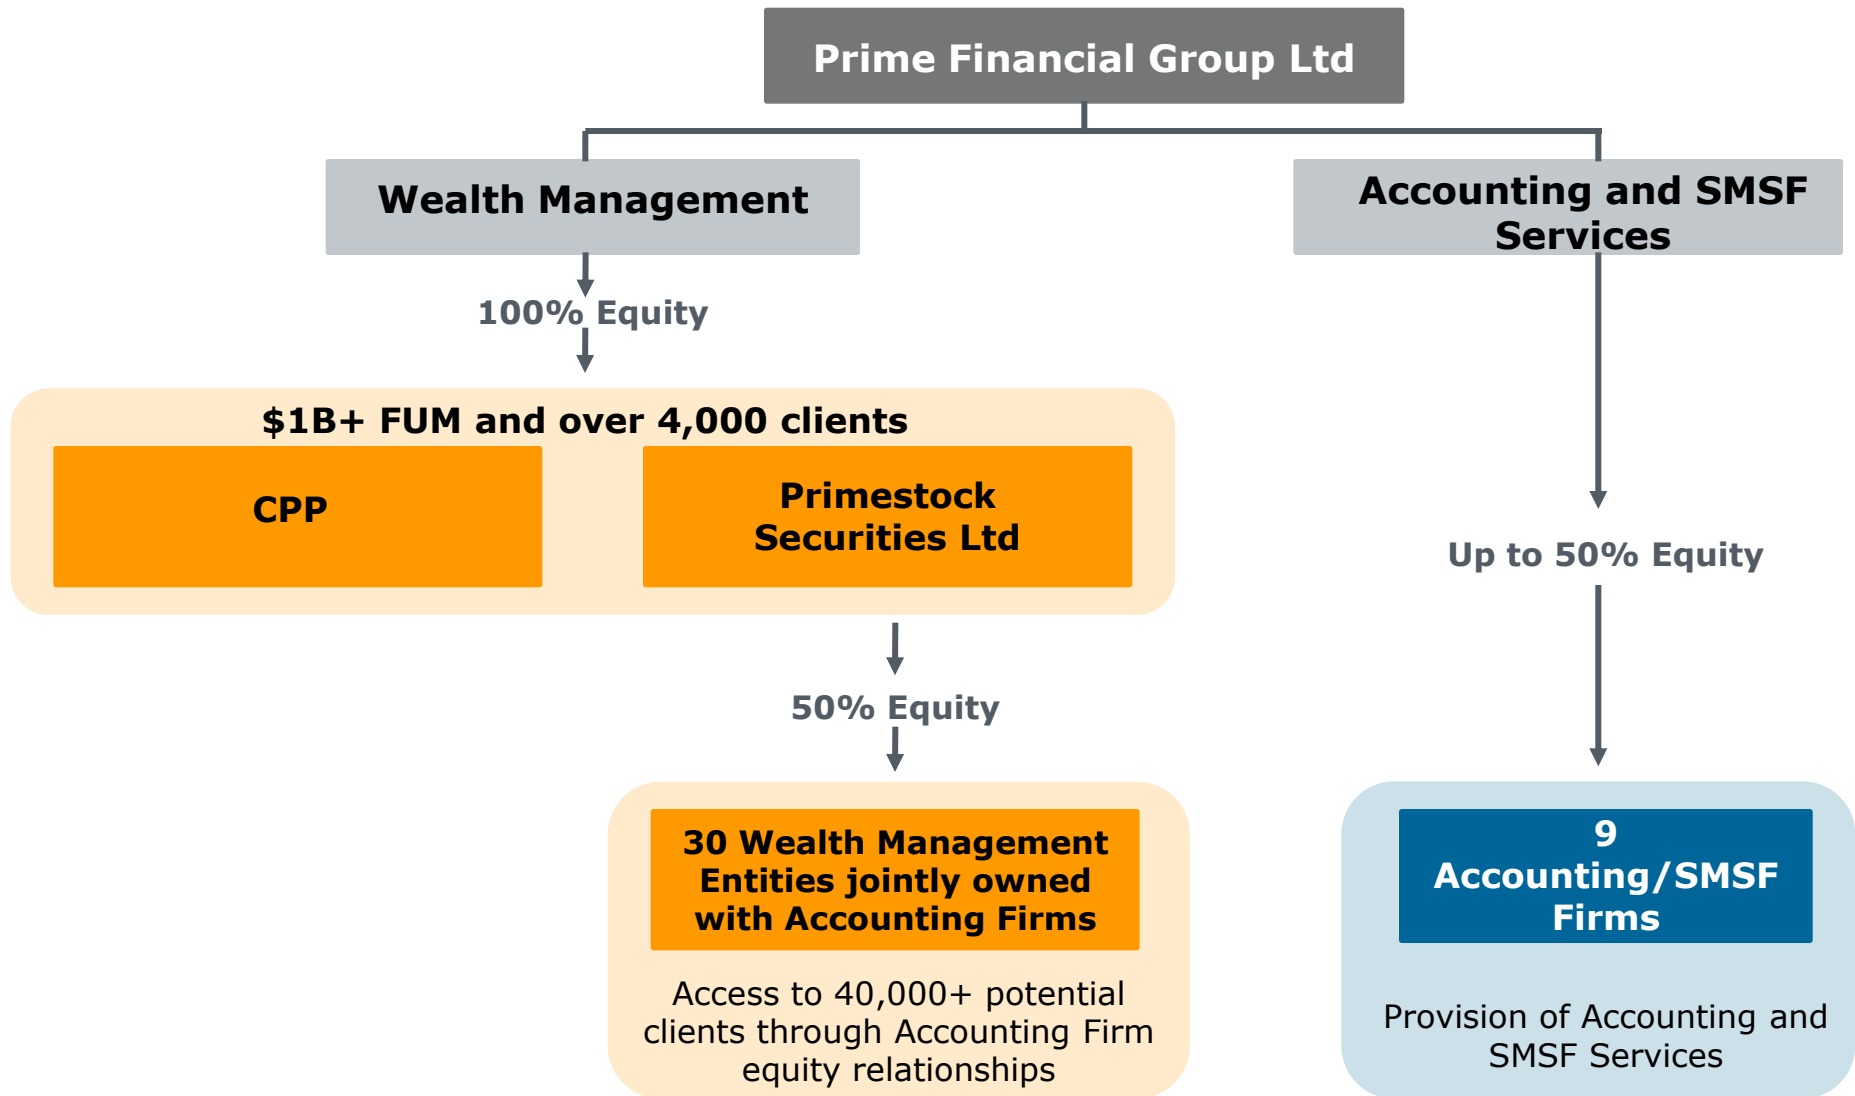 Prime Financial Group Ltd
Wealth Management
Accounting and SMSF
Services
100% Equity
$1B+ FUM and over 4,000 clients
CPP
Primestock
Securities Ltd
Up to 50% Equity
50% Equity
30 Wealth Management
Entities jointly owned
with Accounting Firms
Access to 40,000+ potential
clients through Accounting Firm
equity relationships
9
Accounting/SMSF
Firms
Provision of Accounting and
SMSF Services